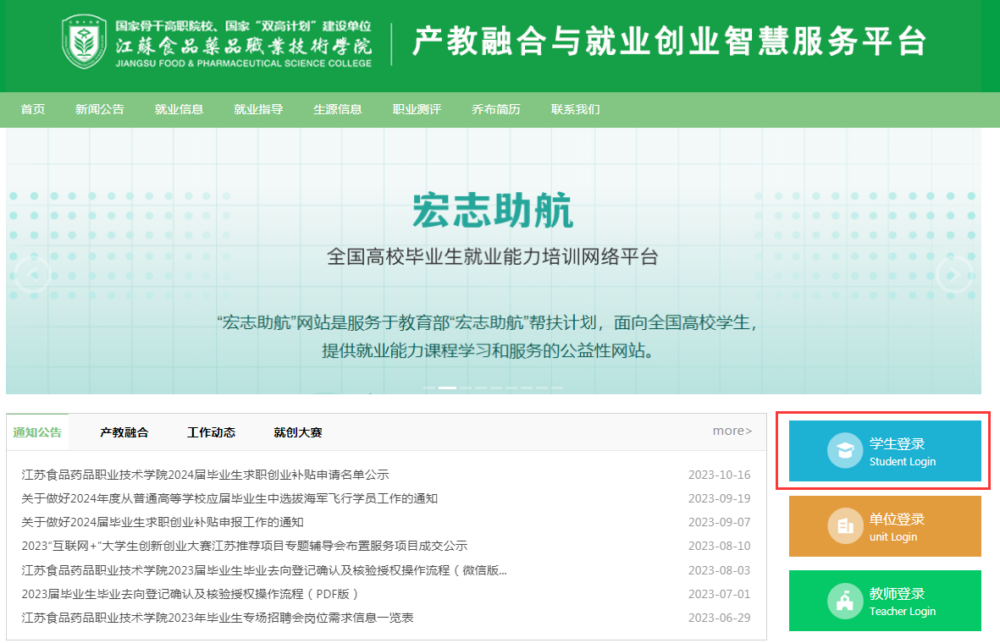 国家骨干高职院校、国家“双高计划”建设单位
江蘇食品藥品職業技術學院
JIANGSU FOOD & PHARMACEUTICAL SCIENCE COLLEGE
产教融合与就业创业智慧服务平台
首页 新闻公告 就业信息 就业指导 生源信息 职业测评 乔布简历 联系我们
宏志助航
全国高校毕业生就业能力培训网络平台
“宏志助航”网站是服务于教育部“宏志助航”帮扶计划，面向全国高校学生，
提供就业能力课程学习和服务的公益性网站。
通知公告 产教融合 工作动态 就创大赛 more>
江苏食品药品职业技术学院2024届毕业生求职创业补贴申请名单公示 2023-10-16
关于做好2024年度从普通高等学校应届毕业生中选拔海军飞行学员工作的通知 2023-09-19
关于做好2024届毕业生求职创业补贴申报工作的通知 2023-09-07
2023“互联网+”大学生创新创业大赛江苏推荐项目专题辅导会布置服务项目成交公示 2023-08-10
江苏食品药品职业技术学院2023届毕业生毕业去向登记确认及核验授权操作流程（微信版... 2023-08-03
2023届毕业生毕业去向登记确认及核验授权操作流程（PDF版） 2023-07-01
江苏食品药品职业技术学院2023年毕业生专场招聘会岗位需求信息一览表 2023-06-29
学生登录
Student Login
单位登录
unit Login
教师登录
Teacher Login